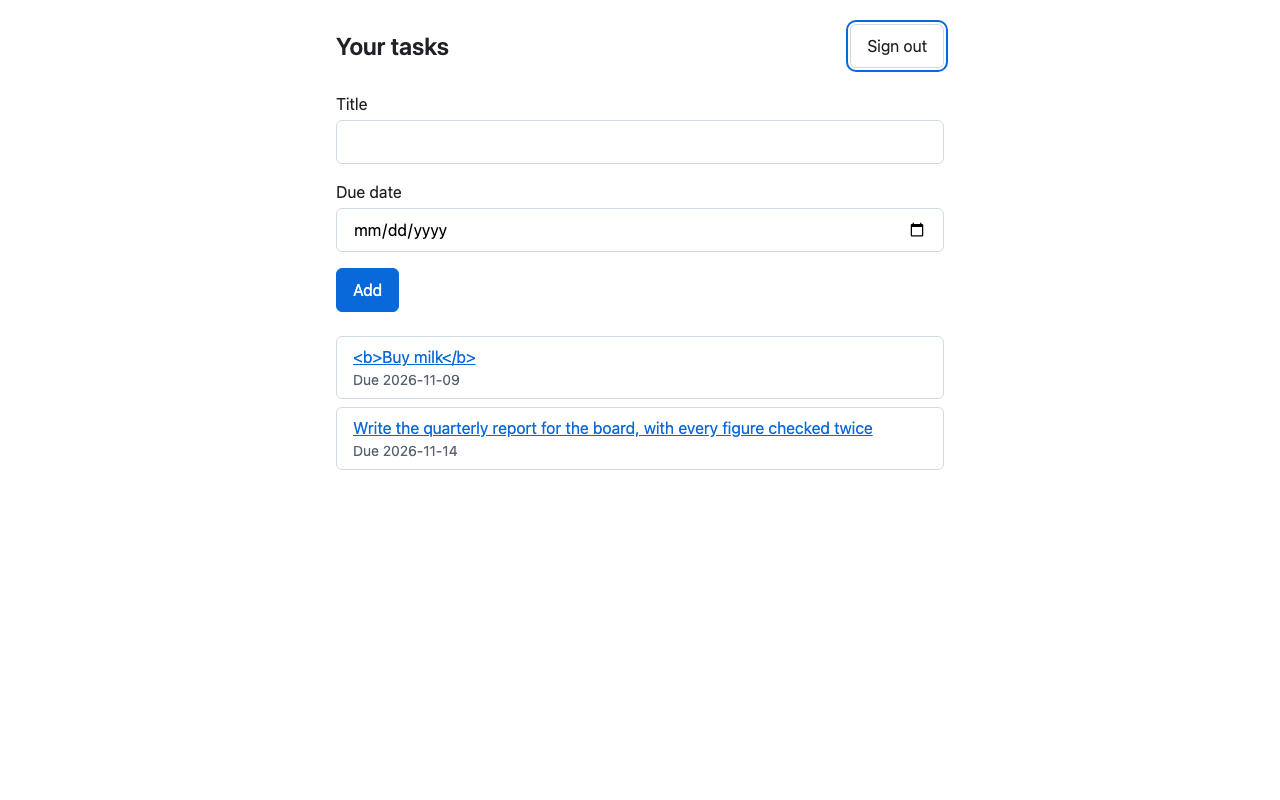 Your tasks
Sign out
Title
Due date
mm/dd/yyyy
Add
<b>Buy milk</b>
Due 2026-11-09
Write the quarterly report for the board, with every figure checked twice
Due 2026-11-14